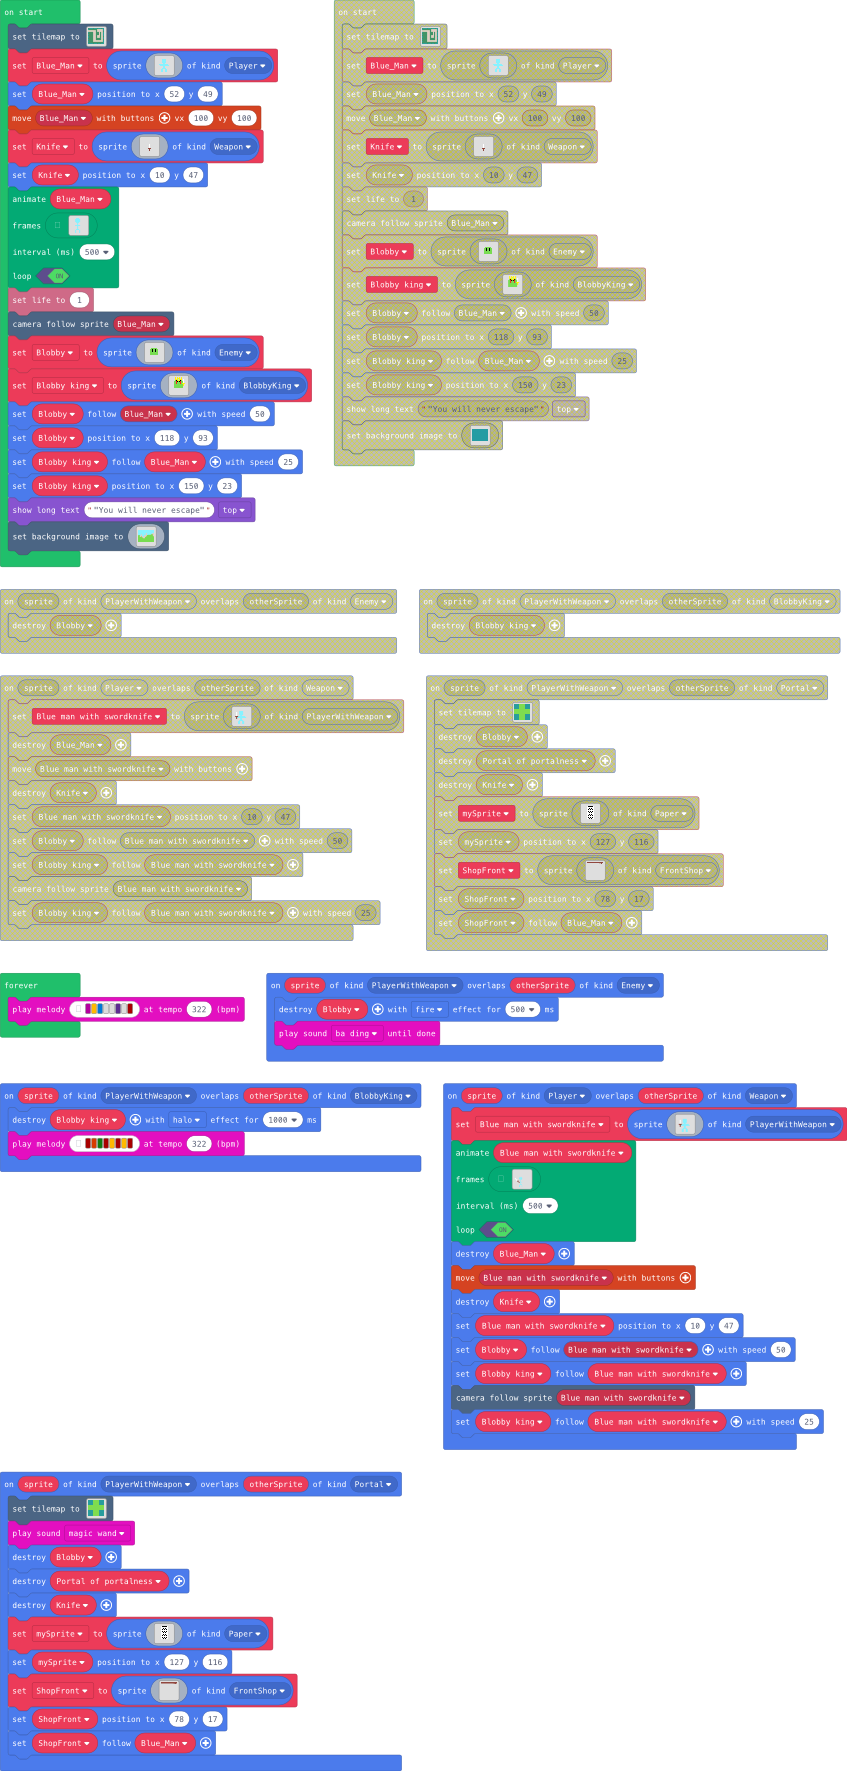 on start
set tilemap to
set Blue_Man to sprite of kind Player
set Blue_Man position to x 52 y 49
move Blue_Man with buttons vx 100 vy 100
set Knife to sprite of kind Weapon
set Knife position to x 10 y 47
animate Blue_Man
frames
interval (ms) 500
loop ON
set life to 1
camera follow sprite Blue_Man
set Blobby to sprite of kind Enemy
set Blobby king to sprite of kind BlobbyKing
set Blobby follow Blue_Man with speed 50
set Blobby position to x 118 y 93
set Blobby king follow Blue_Man with speed 25
set Blobby king position to x 150 y 23
show long text ""You will never escape"" top
set background image to
on start
set tilemap to
set Blue_Man to sprite of kind Player
set Blue_Man position to x 52 y 49
move Blue_Man with buttons vx 100 vy 100
set Knife to sprite of kind Weapon
set Knife position to x 10 y 47
set life to 1
camera follow sprite Blue_Man
set Blobby to sprite of kind Enemy
set Blobby king to sprite of kind BlobbyKing
set Blobby follow Blue_Man with speed 50
set Blobby position to x 118 y 93
set Blobby king follow Blue_Man with speed 25
set Blobby king position to x 150 y 23
show long text ""You will never escape"" top
set background image to
on sprite of kind PlayerWithWeapon overlaps otherSprite of kind Enemy
destroy Blobby
on sprite of kind PlayerWithWeapon overlaps otherSprite of kind BlobbyKing
destroy Blobby king
on sprite of kind Player overlaps otherSprite of kind Weapon
set Blue man with swordknife to sprite of kind PlayerWithWeapon
destroy Blue_Man
move Blue man with swordknife with buttons
destroy Knife
set Blue man with swordknife position to x 10 y 47
set Blobby follow Blue man with swordknife with speed 50
set Blobby king follow Blue man with swordknife
camera follow sprite Blue man with swordknife
set Blobby king follow Blue man with swordknife with speed 25
on sprite of kind PlayerWithWeapon overlaps otherSprite of kind Portal
set tilemap to
destroy Blobby
destroy Portal of portalness
destroy Knife
set mySprite to sprite of kind Paper
set mySprite position to x 127 y 116
set ShopFront to sprite of kind FrontShop
set ShopFront position to x 78 y 17
set ShopFront follow Blue_Man
forever
play melody at tempo 322 (bpm)
on sprite of kind PlayerWithWeapon overlaps otherSprite of kind Enemy
destroy Blobby with fire effect for 500 ms
play sound ba ding until done
on sprite of kind PlayerWithWeapon overlaps otherSprite of kind BlobbyKing
destroy Blobby king with halo effect for 1000 ms
play melody at tempo 322 (bpm)
on sprite of kind Player overlaps otherSprite of kind Weapon
set Blue man with swordknife to sprite of kind PlayerWithWeapon
animate Blue man with swordknife
frames
interval (ms) 500
loop ON
destroy Blue_Man
move Blue man with swordknife with buttons
destroy Knife
set Blue man with swordknife position to x 10 y 47
set Blobby follow Blue man with swordknife with speed 50
set Blobby king follow Blue man with swordknife
camera follow sprite Blue man with swordknife
set Blobby king follow Blue man with swordknife with speed 25
on sprite of kind PlayerWithWeapon overlaps otherSprite of kind Portal
set tilemap to
play sound magic wand
destroy Blobby
destroy Portal of portalness
destroy Knife
set mySprite to sprite of kind Paper
set mySprite position to x 127 y 116
set ShopFront to sprite of kind FrontShop
set ShopFront position to x 78 y 17
set ShopFront follow Blue_Man